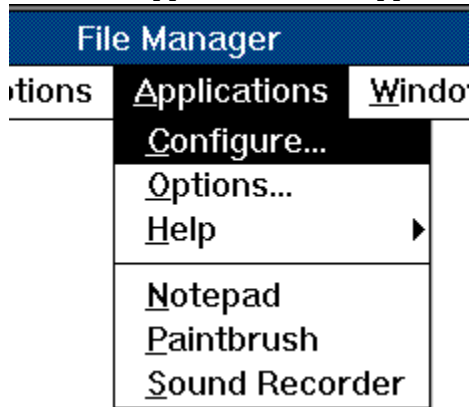 File Manager
Applications
Configure...
Options...
Help
Notepad
Paintbrush
Sound Recorder